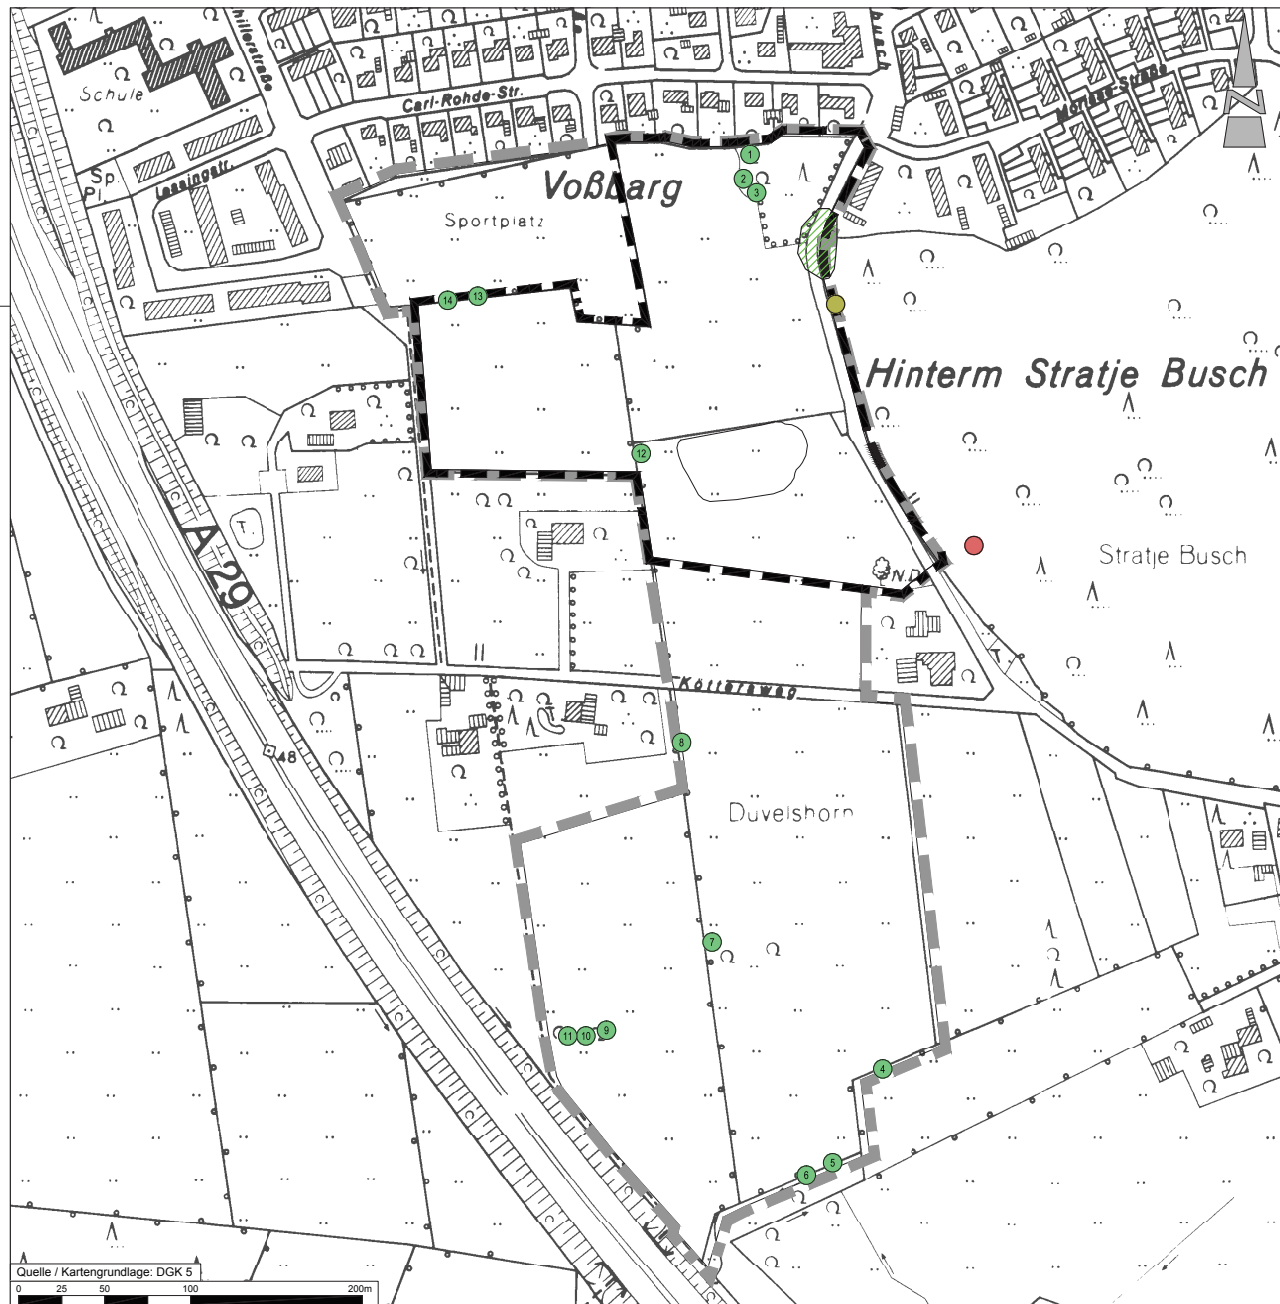 Schule
Carl-Rohde-Str.
Sp.
Pl.
Lessingstr.
Voßbarg
Sportplatz
1
2
3
14
13
N
Hinterm Stratje Busch
12
A 29
T.
Stratje Busch
N.D.
T.
Köttersweg
T.
8
48
Duvelshorn
7
11
10
9
4
5
6
Quelle / Kartengrundlage: DGK 5
0 25 50 100 200m